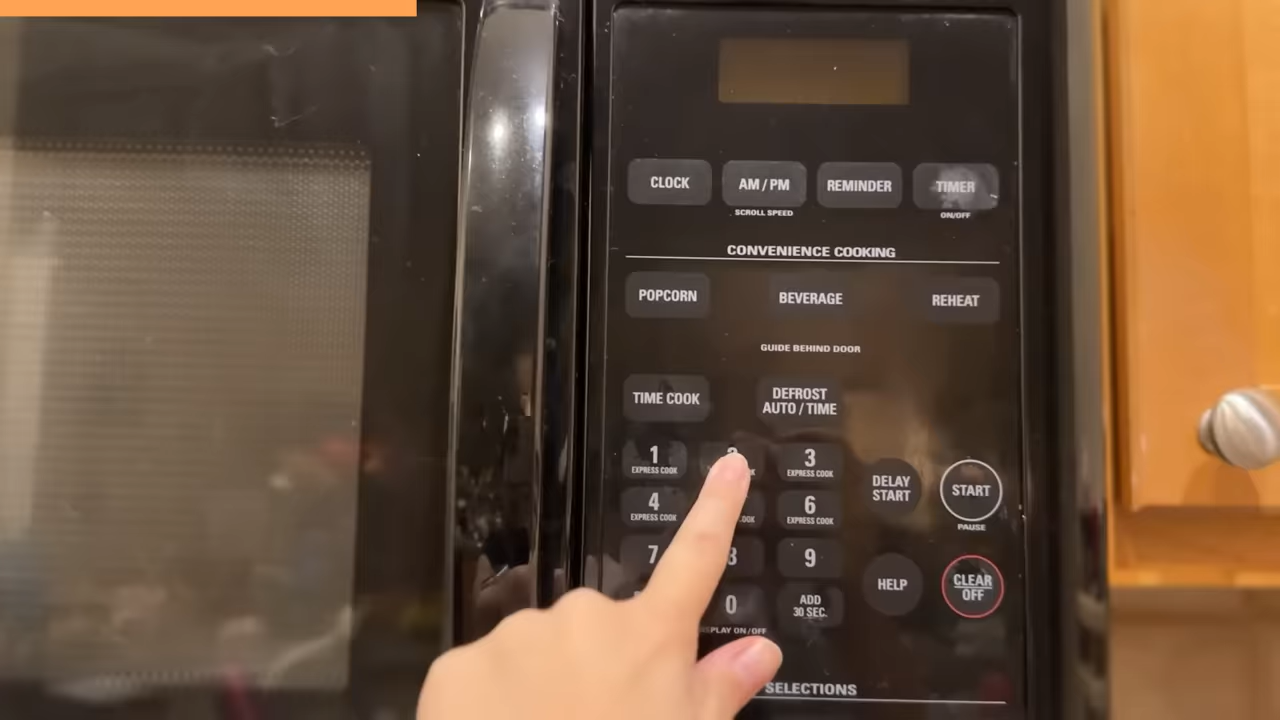 CLOCK AM / PM REMINDER TIMER
SCROLL SPEED ON/OFF
CONVENIENCE COOKING
POPCORN BEVERAGE REHEAT
GUIDE BEHIND DOOR
TIME COOK DEFROST
AUTO / TIME
1 3
EXPRESS COOK EXPRESS COOK
DELAY
START
START
PAUSE
4 6
EXPRESS COOK EXPRESS COOK
7 9
HELP
CLEAR
OFF
0 ADD
30 SEC.
ON/OFF
SELECTIONS